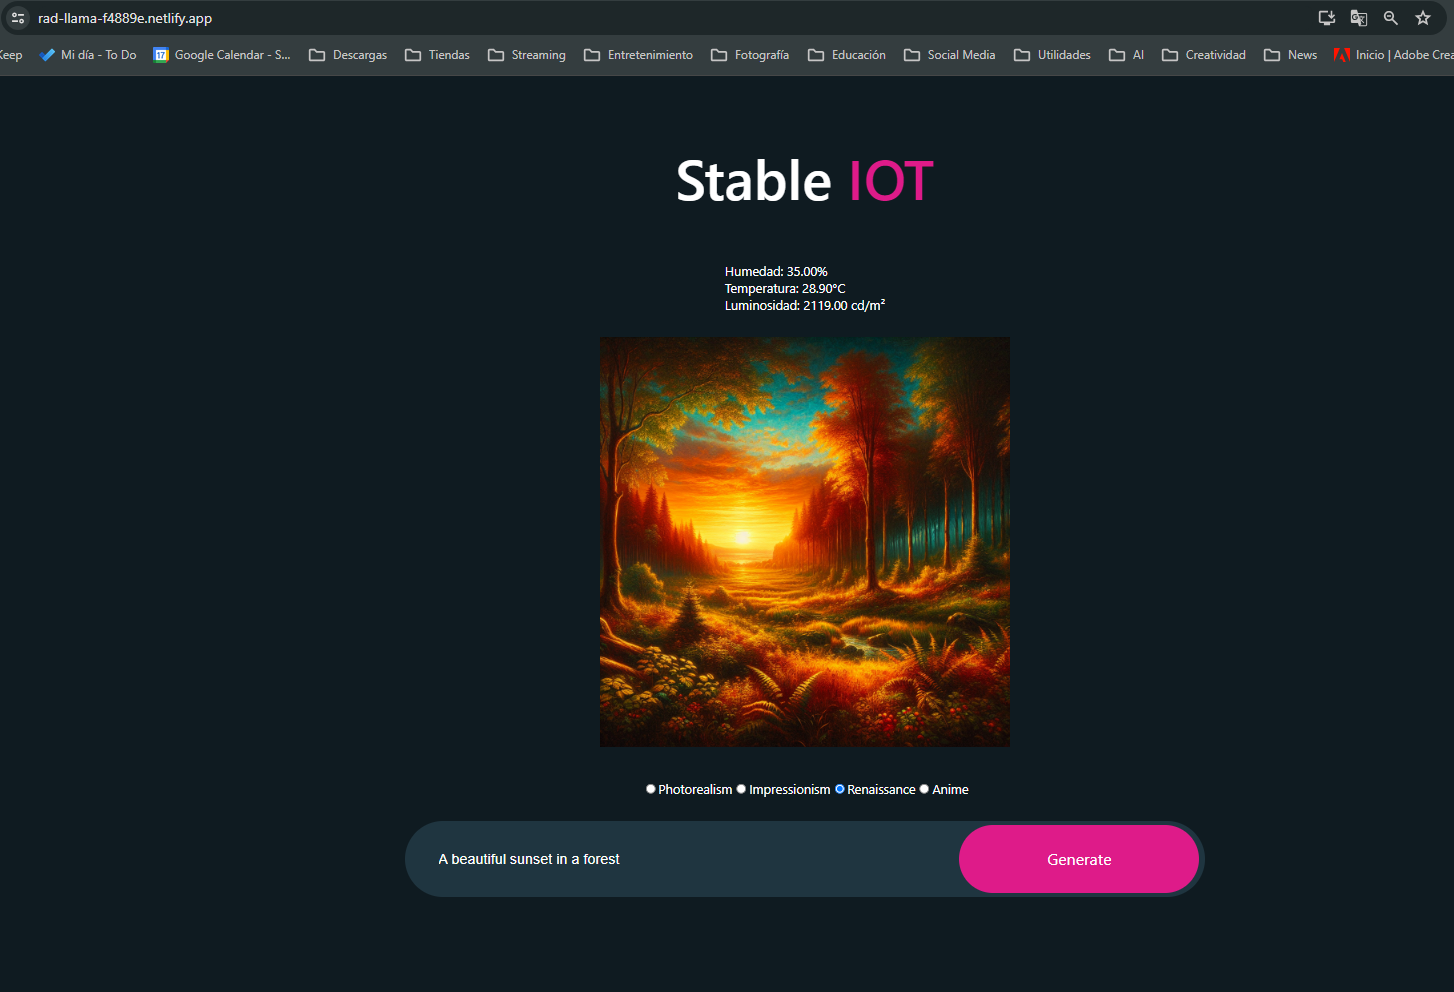 rad-llama-f4889e.netlify.app
Keep Mi día - To Do 17 Google Calendar - S... Descargas Tiendas Streaming Entretenimiento Fotografía Educación Social Media Utilidades AI Creatividad News Inicio | Adobe Crea
Stable IOT
Humedad: 35.00%
Temperatura: 28.90°C
Luminosidad: 2119.00 cd/m²
Photorealism Impressionism Renaissance Anime
A beautiful sunset in a forest Generate